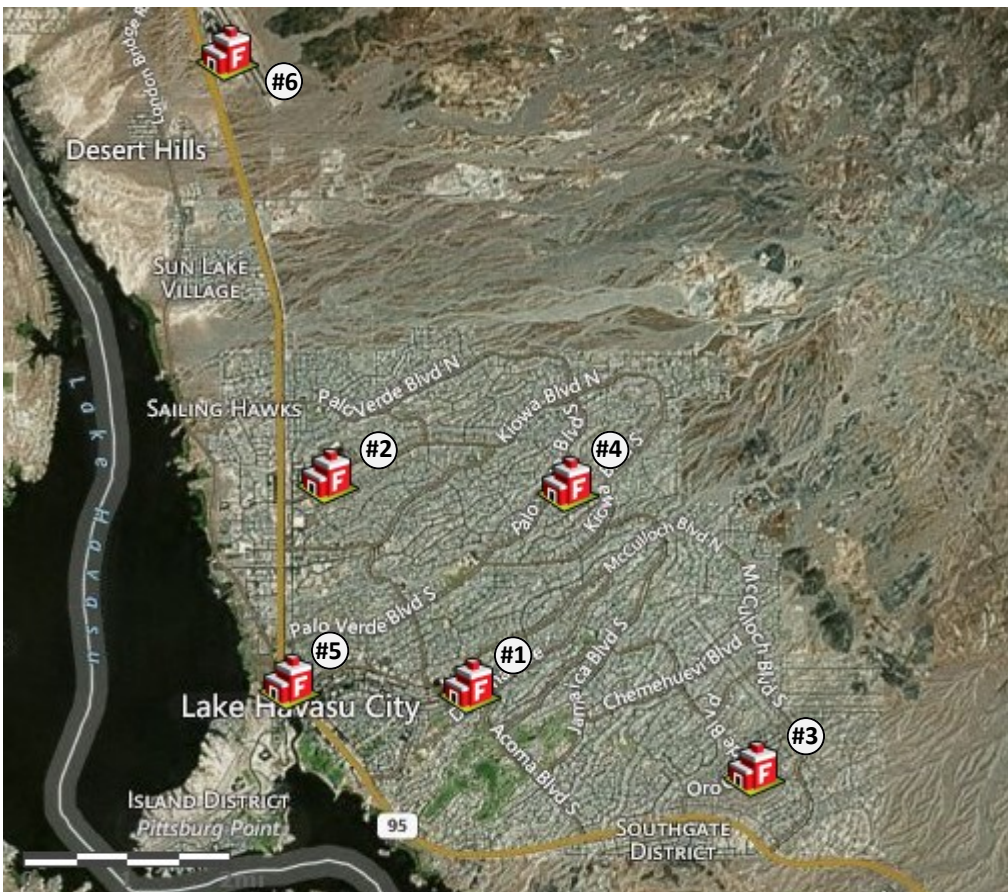 London Bridge R
F
#6
Desert Hills
SUN LAKE
VILLAGE
Palo Verde Blvd N
Kiowa Blvd N
SAILING HAWKS
Blvd S
#2
F
#4
F
Palo
Kiowa
S
McCulloch Blvd N
Lake Havasu
McCulloch Blvd S
Palo Verde Blvd S
#5
F
#1
F
Jamaica Blvd S
Chemehuevi Blvd
Lake Havasu City
Acoma Blvd S
#3
F
Oro
Blvd
ISLAND DISTRICT
Pittsburg Point
95
SOUTHGATE
DISTRICT
2mi